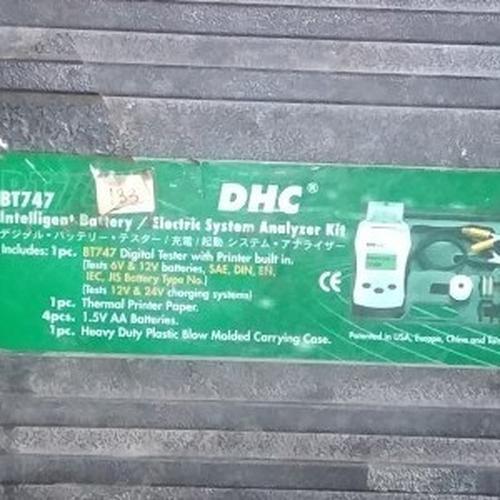 DHC®
133
BT747
Intelligent Battery / Electric System Analyzer Kit
デジタル・バッテリー・テスター / 充電 / 起動 システム・アナライザー
Includes: 1pc. BT747 Digital Tester with Printer built in.
(Tests 6V & 12V batteries, SAE, DIN, EN,
IEC, JIS Battery Type No.)
(Tests 12V & 24V charging systems)
1pc. Thermal Printer Paper.
4pcs. 1.5V AA Batteries.
1pc. Heavy Duty Plastic Blow Molded Carrying Case.
CE
Patented in USA, Europe, China and